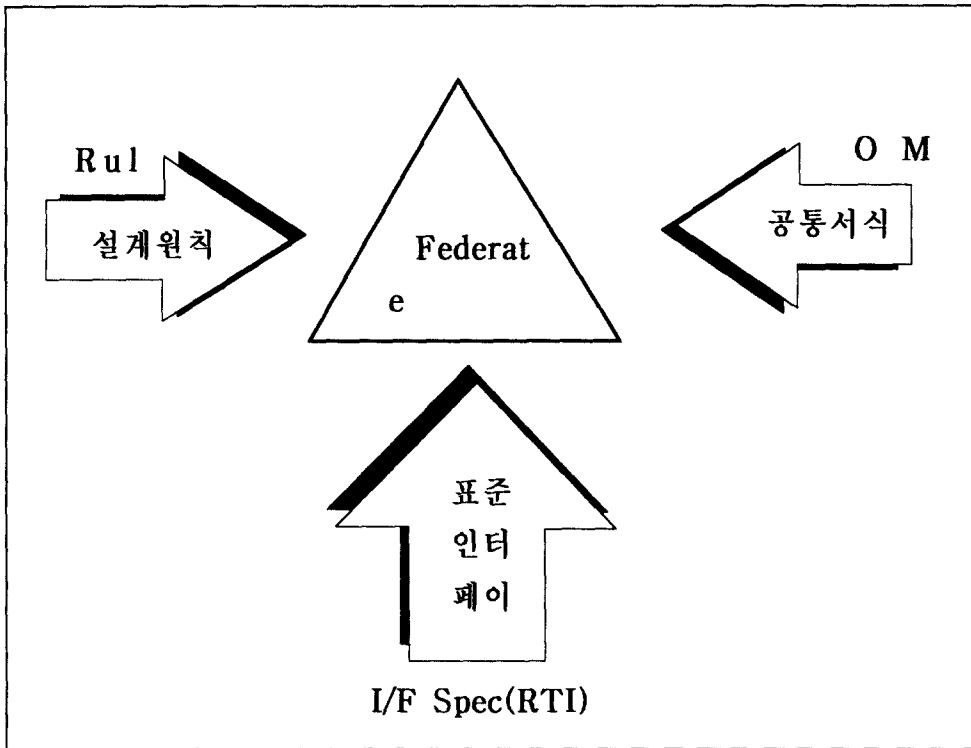 Rul
설계원칙
Federat
e
O M
공통서식
표준
인터
페이
I/F Spec(RTI)